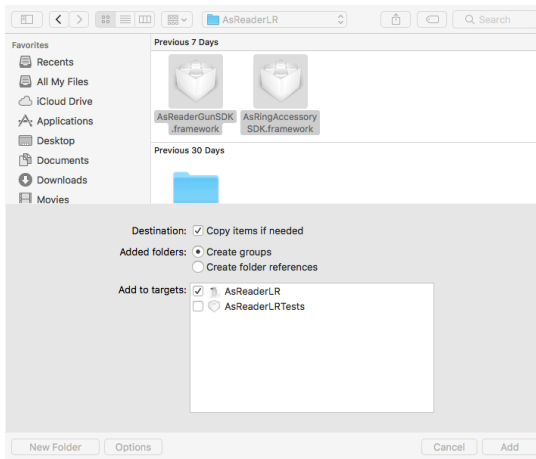 AsReaderLR
Search
Favorites
Recents
All My Files
iCloud Drive
Applications
Desktop
Documents
Downloads
Movies
Previous 7 Days
AsReaderGunSDK
.framework
AsRingAccessory
SDK.framework
Previous 30 Days
Destination: Copy items if needed
Added folders: Create groups
Create folder references
Add to targets: AsReaderLR
AsReaderLRTests
New Folder Options Cancel Add